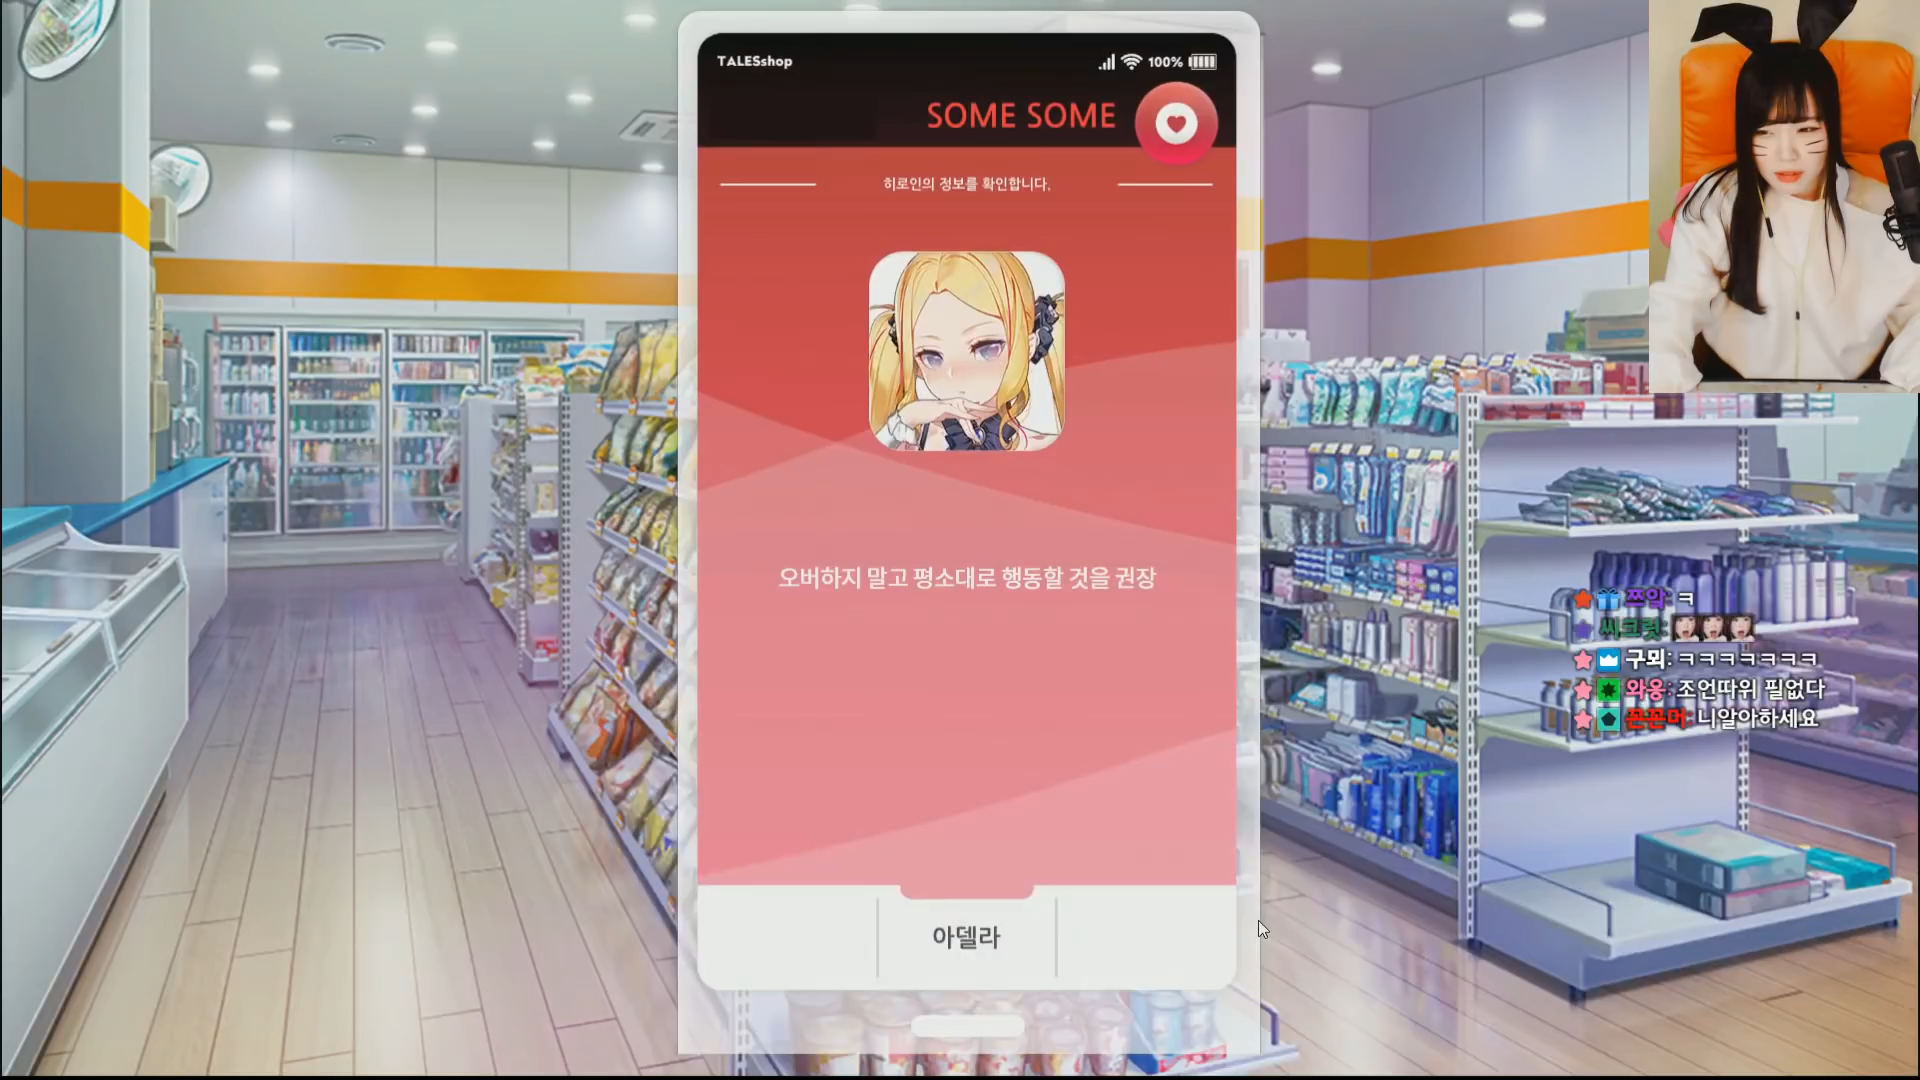 TALESshop
100%
SOME SOME
히로인의 정보를 확인합니다.
오버하지 말고 평소대로 행동할 것을 권장
아델라
쯔앜: ㅋ
씨크릿:
구뫼: ㅋㅋㅋㅋㅋㅋㅋ
와옹: 조언따위 필없다
꾼꾼머: 니알아하세요